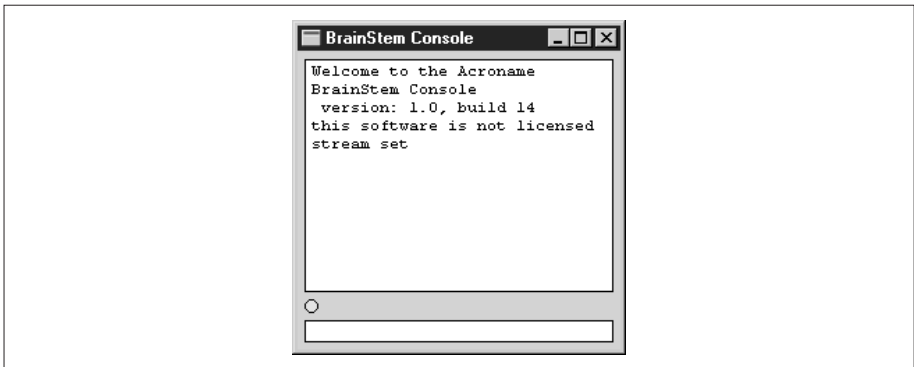 BrainStem Console
Welcome to the Acroname
BrainStem Console
version: 1.0, build 14
this software is not licensed
stream set